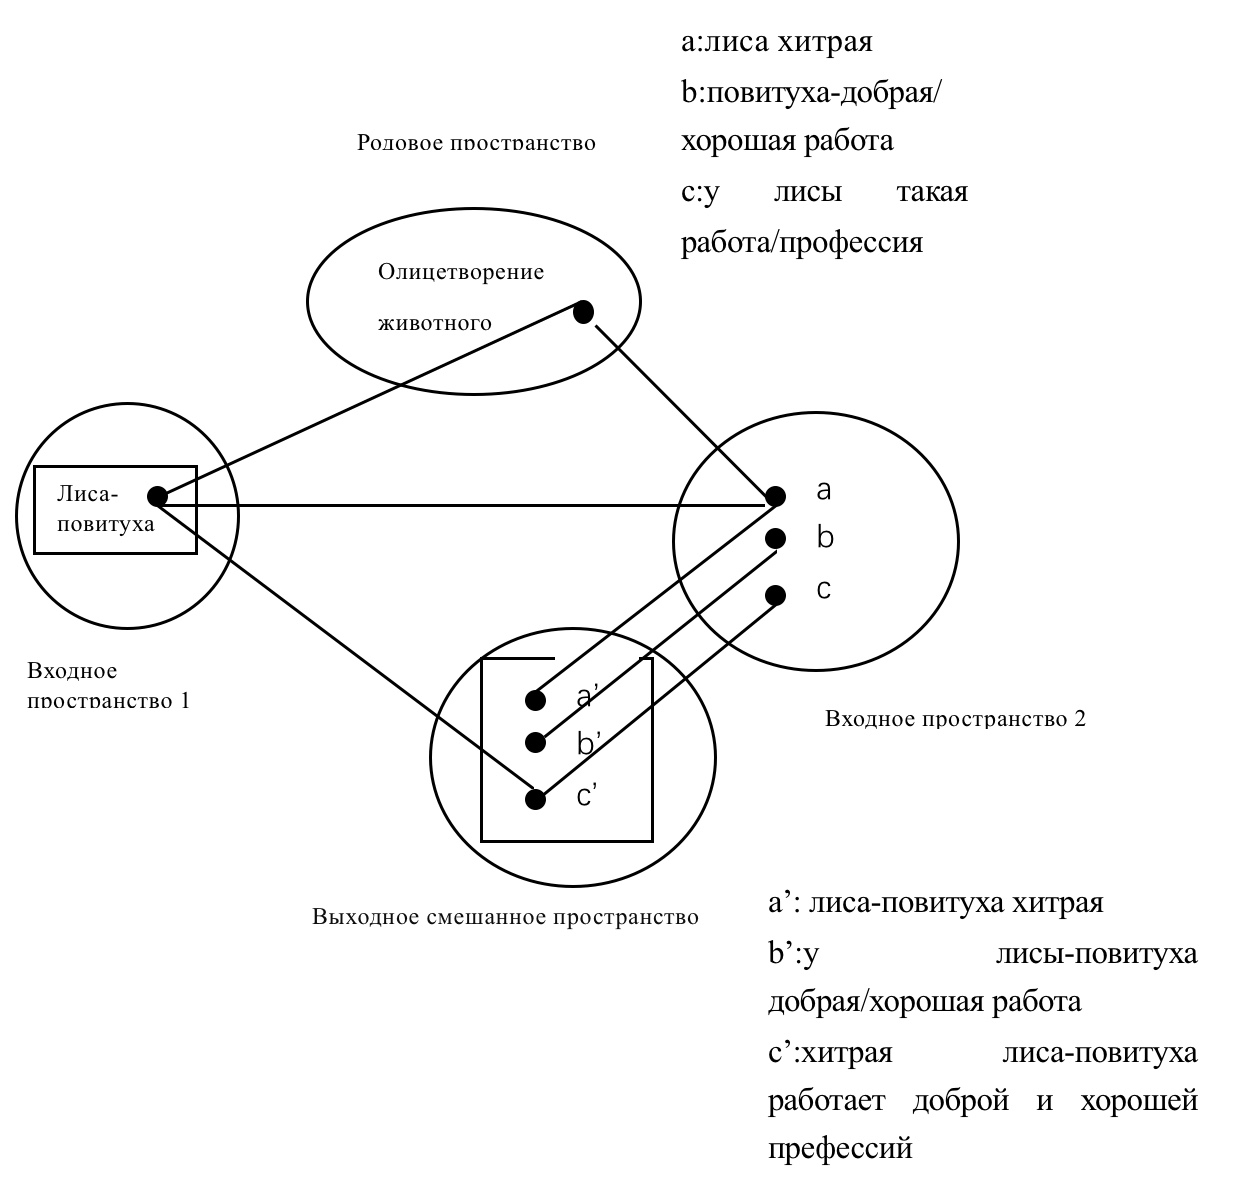 a:лиса хитрая
b:повитуха-добрая/
хорошая работа
с:у лисы такая
работа/профессия
Родовое пространство
Олицетворение
животного
Лиса-
повитуха
a
b
c
Входное
пространство 1
Входное пространство 2
a’
b’
c’
Выходное смешанное пространство
a’: лиса-повитуха хитрая
b’:у лисы-повитуха
добрая/хорошая работа
c’:хитрая лиса-повитуха
работает доброй и хорошей
префессий